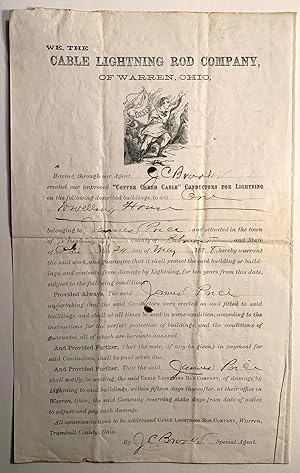 WE, THE
CABLE LIGHTNING ROD COMPANY,
OF WARREN, OHIO,
Having, through our Agent, J C Brooks
erected our improved "COPPER CABLE" CONDUCTORS FOR LIGHTNING
on the following described buildings, to wit: One
Dwelling House
belonging to James Price and situated in the town
of County of and State
of this 24 day of May 187 , hereby warrant
the said work, and guarantee that it shall protect the said building or build-
ings, and contents from damage by Lightning, for ten years from this date,
subject to the following condition:
PROVIDED ALWAYS, The said James Price
undertaking that the said Conductors were erected on and fitted to said
buildings, and shall at all times be kept in same condition, according to the
instructions for the perfect protection of buildings; and the conditions of
guarantee, all of which are hereunto annexed.
AND PROVIDED FURTHER, That the note, if any be given, in payment for
said Conductors, shall be paid when due.
AND PROVIDED FURTHER, That the said James Price
shall notify, in writing, the said CABLE LIGHTNING ROD COMPANY, of damage by
Lightning to said buildings, within fifteen days thereafter, at their office in
Warren, Ohio; the said Company reserving sixty days from date of notice
to adjust and pay such damage.
All communications to be addressed CABLE LIGHTNING ROD COMPANY, Warren,
Trumbull County, Ohio.
By J C Brooks Special Agent.